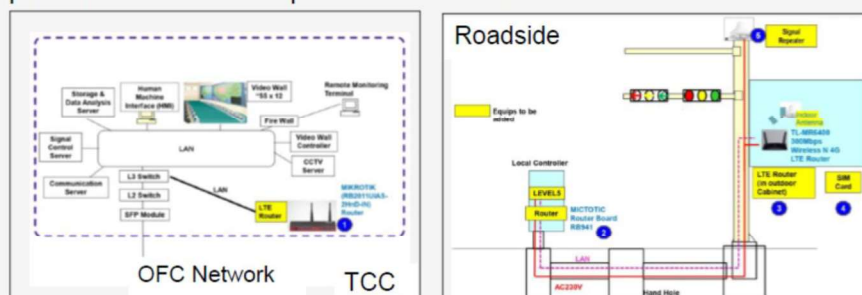 Storage &
Data Analysis
Server
Human
Machine
Interface (HMI)
Video Wall
"55 x 12
Remote Monitoring
Terminal
Fire Wall
Signal
Control
Server
LAN
Video Wall
Controller
CCTV
Server
Communication
Server
L3 Switch
L2 Switch
SFP Module
LAN
LTE
Router
MIKROTIK
(RB2011UiAS-
2HnD-IN)
Router
1
OFC Network
TCC
Roadside
Signal
Repeater
5
Equips to be
added
Indoor
Antenna
TL-MR6400
300Mbps
Wireless N 4G
LTE Router
Local Controller
LEVEL5
Router
MICTOTIC
Router Board
RB941
2
LTE Router
(in outdoor
Cabinet)
3
SIM
Card
4
LAN
AC220V
Hand Hole